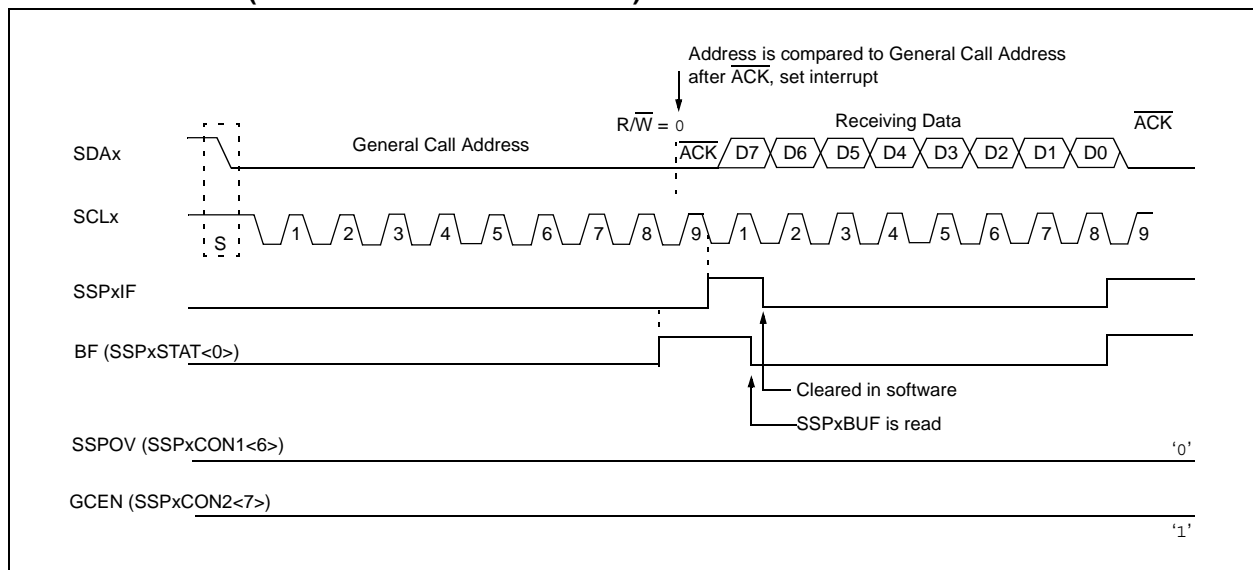 Address is compared to General Call Address
after ACK, set interrupt
R/W = 0
Receiving Data
ACK
SDAx
General Call Address
ACK D7 D6 D5 D4 D3 D2 D1 D0
SCLx
S 1 2 3 4 5 6 7 8 9 1 2 3 4 5 6 7 8 9
SSPxIF
BF (SSPxSTAT<0>)
Cleared in software
SSPxBUF is read
SSPOV (SSPxCON1<6>)
‘0’
GCEN (SSPxCON2<7>)
‘1’